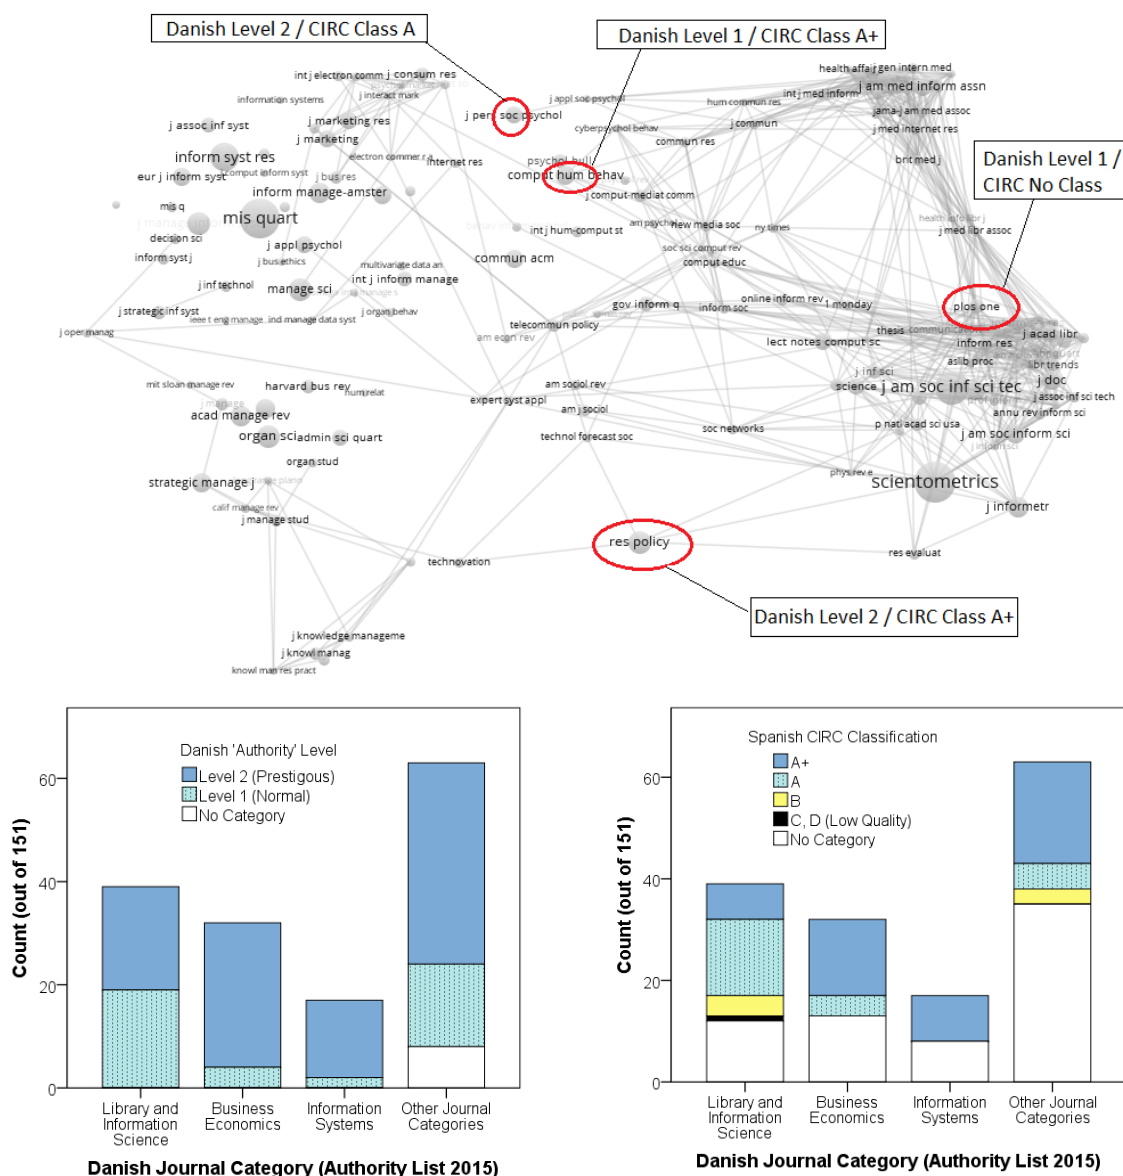 Danish Level 2 / CIRC Class A
Danish Level 1 / CIRC Class A+
int j electron comm
j consum res
health affair
j gen intern med
j am med inform assn
information systems
j interact mark
int j med inform
j appl soc psychol
hum commun res
jama-j am med assoc
j assoc inf syst
j marketing res
j pers soc psychol
j commun
j med internet res
j marketing
cyberpsychol behav
commun res
inform syst res
electron commer r a
internet res
psychol bull
brit med j
Danish Level 1 /
CIRC No Class
comput inform syst
eur j inform syst
j bus res
comput hum behav
inform manage-amster
j comput-mediat comm
mis q
mis quart
health info libr j
j med libr assoc
decision sci
int j hum-comput st
am psychol
new media soc
ny times
j appl psychol
inform syst j
j bus ethics
commun acm
soc sci comput rev
comput educ
multivariate data an
int j inform manage
j inf technol
manage sci
online inform rev
1 monday
plos one
gov inform q
inform soc
j strategic inf syst
j organ behav
ieee t eng manage
ind manage data syst
telecommun policy
thesis
j oper manag
am econ rev
lect notes comput sc
inform res
j acad libr
aslib proc
libr trends
j inf sci
j doc
mit sloan manage rev
harvard bus rev
hum relat
am sociol rev
science
j am soc inf sci tec
j assoc inf sci tech
expert syst appl
j manage
acad manage rev
am j sociol
annu rev inform sci
organ sci
admin sci quart
technol forecast soc
soc networks
p natl acad sci usa
j am soc inform sci
organ stud
phys rev e
strategic manage j
scientometrics
calif manage rev
j informetr
j manage stud
res policy
res evaluat
technovation
Danish Level 2 / CIRC Class A+
j knowledge manageme
j knowl manag
knowl man res pract
Danish 'Authority' Level
Level 2 (Prestigous)
Level 1 (Normal)
No Category
60
40
20
0
Count (out of 151)
Library and
Information
Science
Business
Economics
Information
Systems
Other Journal
Categories
Danish Journal Category (Authority List 2015)
Spanish CIRC Classification
A+
A
B
C, D (Low Quality)
No Category
60
40
20
0
Count (out of 151)
Library and
Information
Science
Business
Economics
Information
Systems
Other Journal
Categories
Danish Journal Category (Authority List 2015)